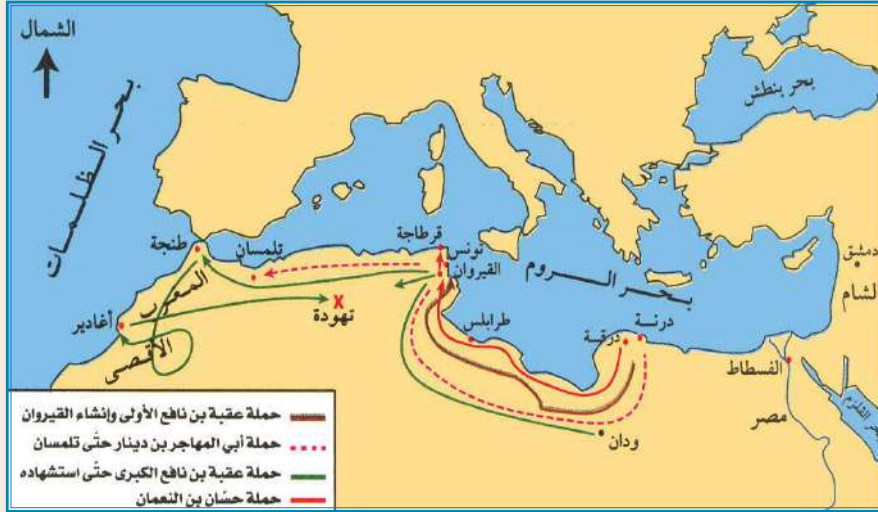 الشمال
بحر الظلمات
بحر بنطش
قرطاجة
تونس
القيروان
تلمسان
طنجة
المغرب
الأقصى
أغادير
تهودة
X
بحر الروم
طرابلس
درنة
درقة
ودان
دمشق
الشام
الفسطاط
مصر
بحر القلزم
حملة عقبة بن نافع الأولى وإنشاء القيروان
حملة أبي المهاجر بن دينار حتّى تلمسان
حملة عقبة بن نافع الكبرى حتّى استشهاده
حملة حسّان بن النعمان